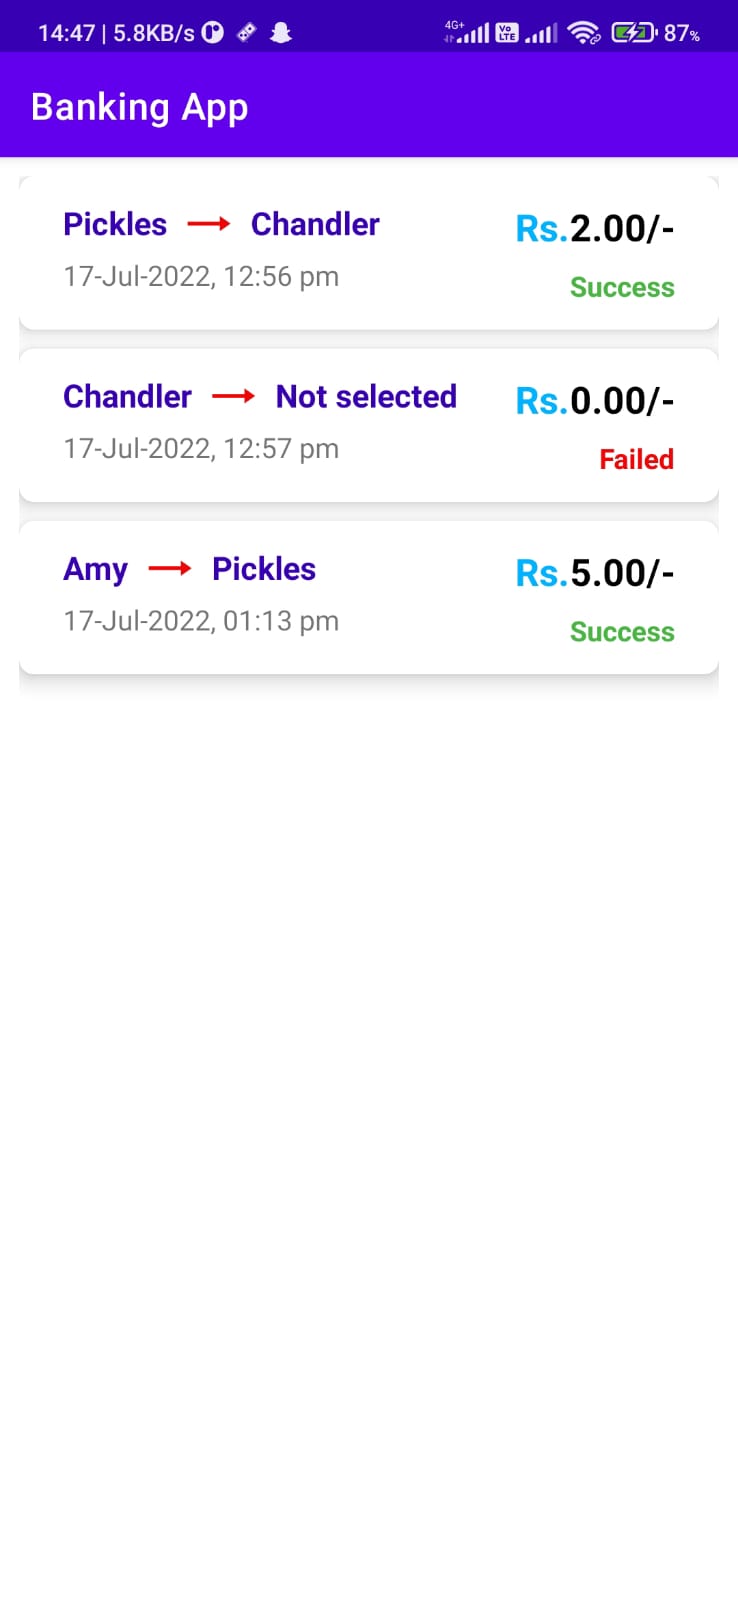 14:47 | 5.8KB/s 4G+ Vo LTE 87%
Banking App
Pickles Chandler Rs.2.00/-
17-Jul-2022, 12:56 pm Success
Chandler Not selected Rs.0.00/-
17-Jul-2022, 12:57 pm Failed
Amy Pickles Rs.5.00/-
17-Jul-2022, 01:13 pm Success